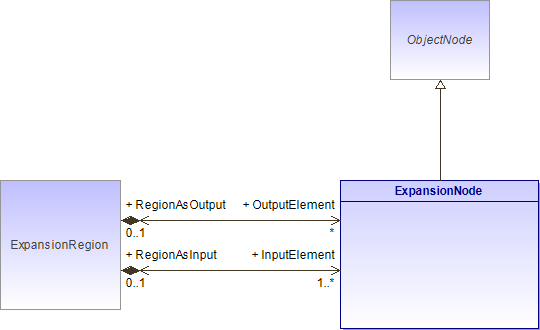 ObjectNode
ExpansionNode
+ RegionAsOutput + OutputElement
0..1 *
ExpansionRegion
+ RegionAsInput + InputElement
0..1 1..*